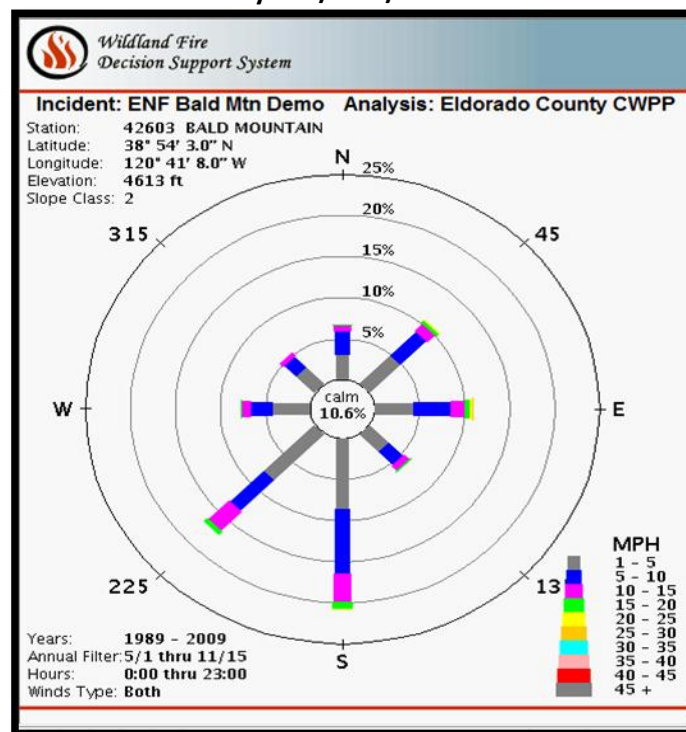 Wildland Fire
Decision Support System
Incident: ENF Bald Mtn Demo Analysis: Eldorado County CWPP
Station: 42603 BALD MOUNTAIN
Latitude: 38° 54' 3.0" N
Longitude: 120° 41' 8.0" W
Elevation: 4613 ft
Slope Class: 2
N
25%
20%
315
45
15%
10%
5%
calm
10.6%
W
E
225
13
S
MPH
1 - 5
5 - 10
10 - 15
15 - 20
20 - 25
25 - 30
30 - 35
35 - 40
40 - 45
45 +
Years: 1989 - 2009
Annual Filter: 5/1 thru 11/15
Hours: 0:00 thru 23:00
Winds Type: Both